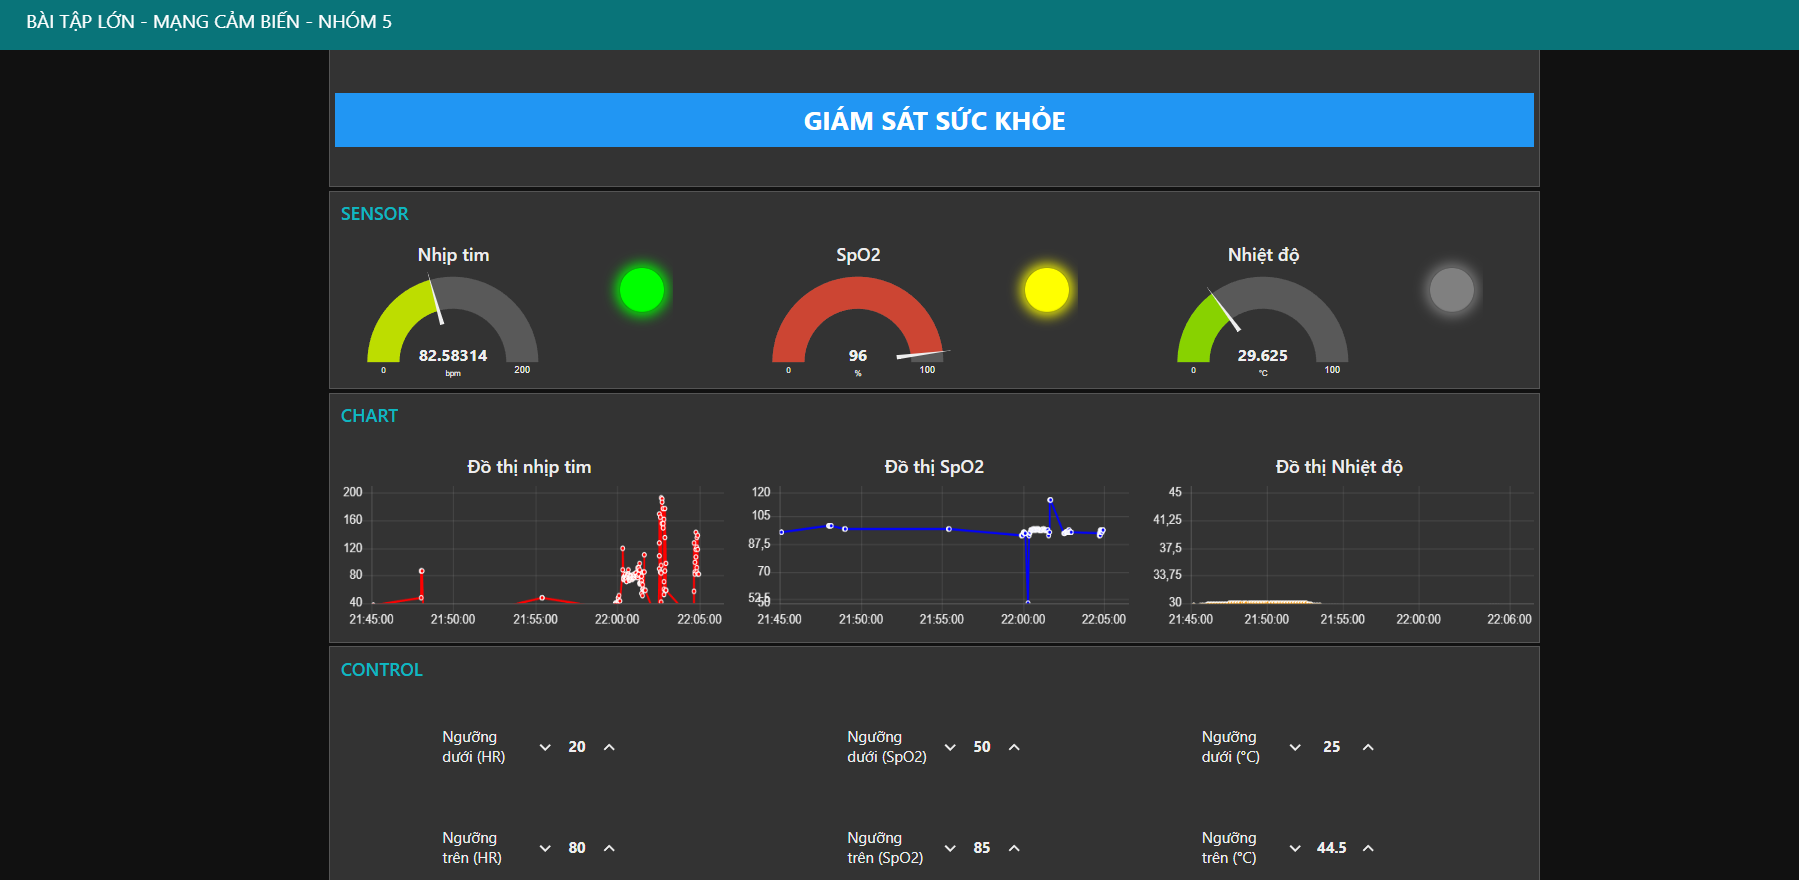 BÀI TẬP LỚN - MẠNG CẢM BIẾN - NHÓM 5
GIÁM SÁT SỨC KHỎE
SENSOR
Nhịp tim
82.58314
0
bpm
200
SpO2
96
0
%
100
Nhiệt độ
29.625
0
°C
100
CHART
Đồ thị nhịp tim
200
160
120
80
40
21:45:00
21:50:00
21:55:00
22:00:00
22:05:00
Đồ thị SpO2
120
105
87,5
70
52,5
50
21:45:00
21:50:00
21:55:00
22:00:00
22:05:00
Đồ thị Nhiệt độ
45
41,25
37,5
33,75
30
21:45:00
21:50:00
21:55:00
22:00:00
22:06:00
CONTROL
Ngưỡng
dưới (HR)
20
Ngưỡng
dưới (SpO2)
50
Ngưỡng
dưới (°C)
25
Ngưỡng
trên (HR)
80
Ngưỡng
trên (SpO2)
85
Ngưỡng
trên (°C)
44.5